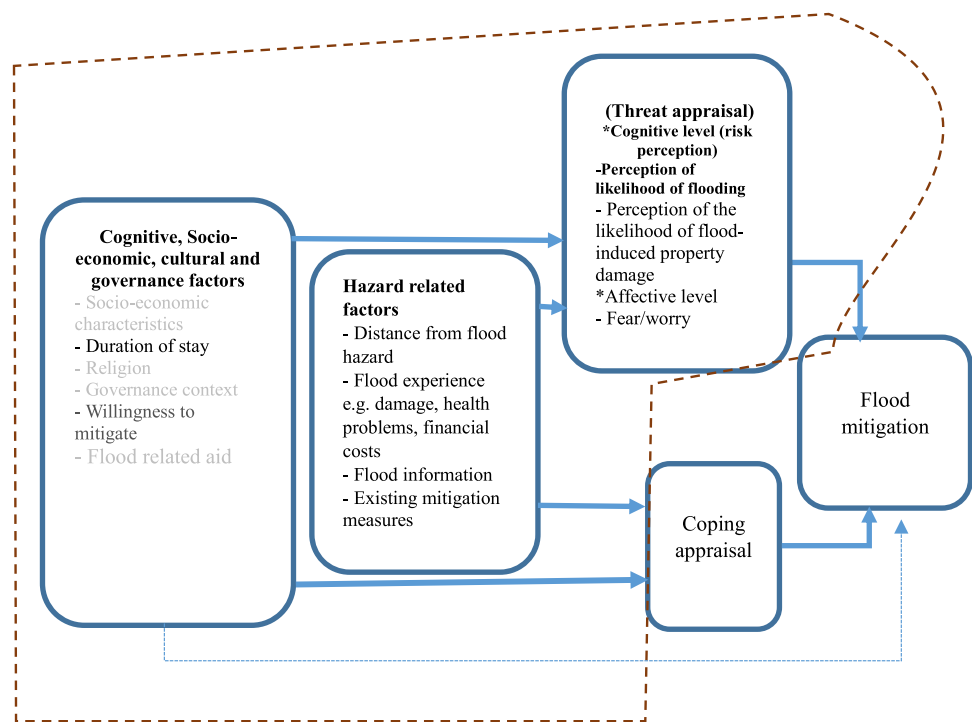 Cognitive, Socio-
economic, cultural and
governance factors
- Socio-economic
characteristics
- Duration of stay
- Religion
- Governance context
- Willingness to
mitigate
- Flood related aid
Hazard related
factors
- Distance from flood
hazard
- Flood experience
e.g. damage, health
problems, financial
costs
- Flood information
- Existing mitigation
measures
(Threat appraisal)
*Cognitive level (risk
perception)
-Perception of
likelihood of flooding
- Perception of the
likelihood of flood-
induced property
damage
*Affective level
- Fear/worry
Coping
appraisal
Flood
mitigation